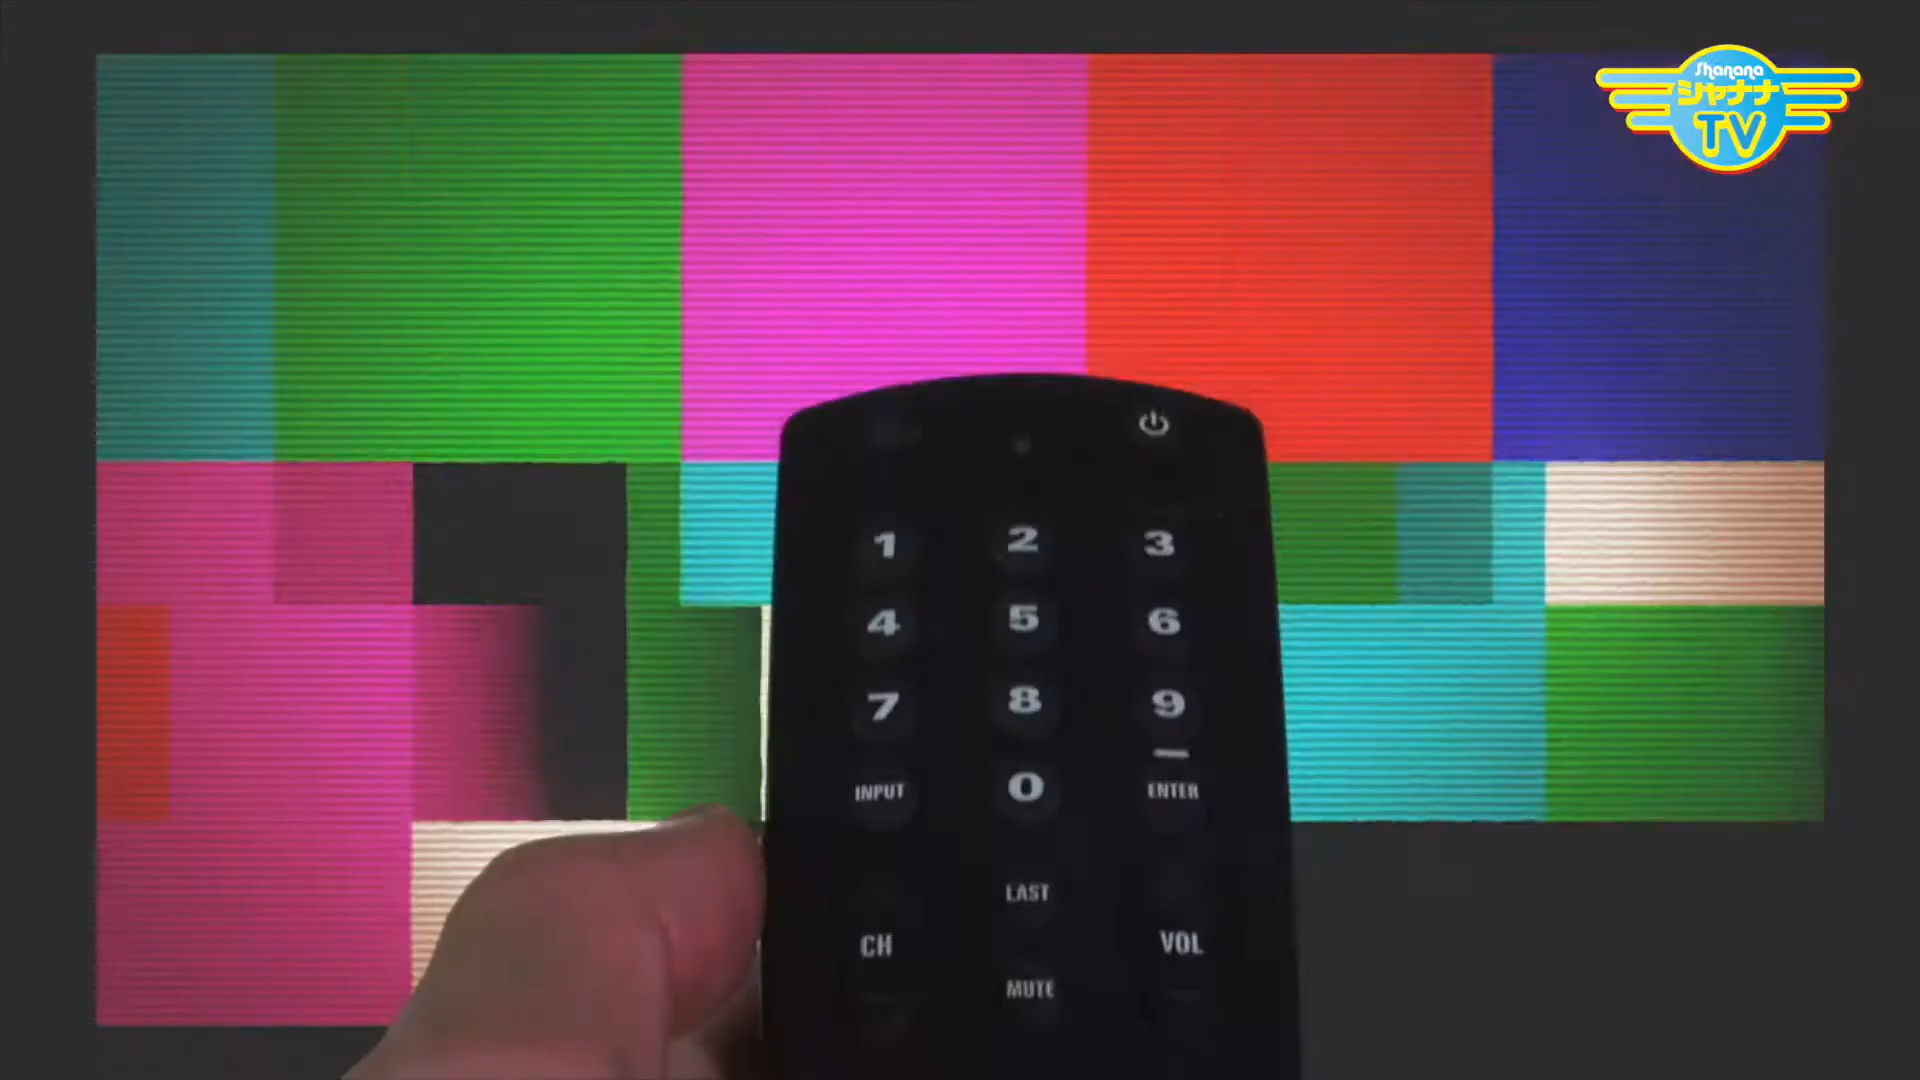 Shanana
シャナナ
TV
1 2 3
4 5 6
7 8 9
INPUT 0 ENTER
LAST
CH VOL
MUTE